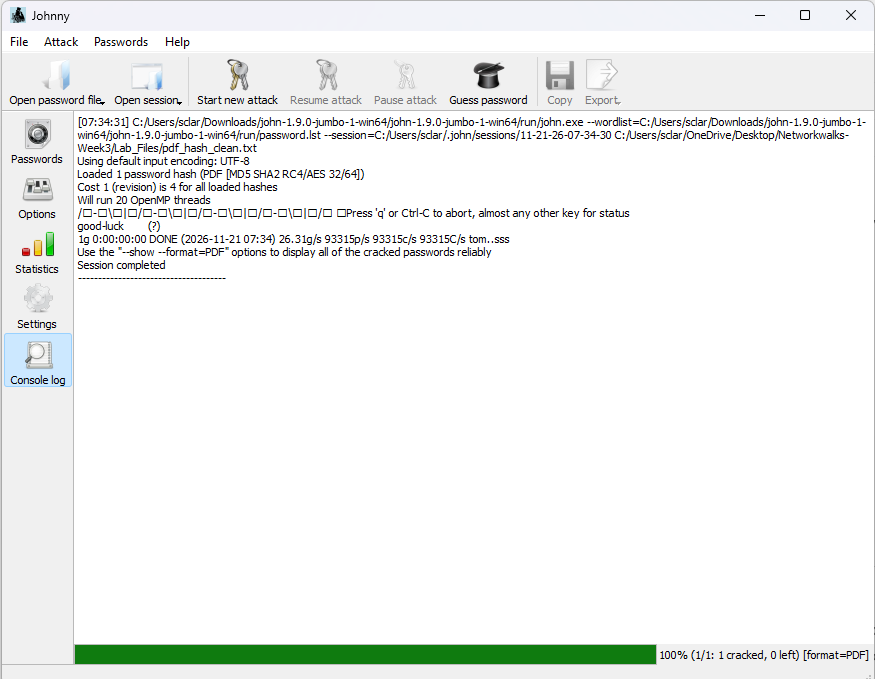 Johnny
File Attack Passwords Help
Open password file Open session Start new attack Resume attack Pause attack Guess password Copy Export
Passwords
Options
Statistics
Settings
Console log
[07:34:31] C:/Users/sclar/Downloads/john-1.9.0-jumbo-1-win64/john-1.9.0-jumbo-1-win64/run/john.exe --wordlist=C:/Users/sclar/Downloads/john-1.9.0-jumbo-1-
win64/john-1.9.0-jumbo-1-win64/run/password.lst --session=C:/Users/sclar/.john/sessions/11-21-26-07-34-30 C:/Users/sclar/OneDrive/Desktop/Networkwalks-
Week3/Lab_Files/pdf_hash_clean.txt
Using default input encoding: UTF-8
Loaded 1 password hash (PDF [MD5 SHA2 RC4/AES 32/64])
Cost 1 (revision) is 4 for all loaded hashes
Will run 20 OpenMP threads
/□-□\□|□/□-□\□|□/□-□\□|□/□-□\□|□/□ □Press 'q' or Ctrl-C to abort, almost any other key for status
good-luck (?)
1g 0:00:00:00 DONE (2026-11-21 07:34) 26.31g/s 93315p/s 93315c/s 93315C/s tom..sss
Use the "--show --format=PDF" options to display all of the cracked passwords reliably
Session completed
-------------------------------------
100% (1/1: 1 cracked, 0 left) [format=PDF]